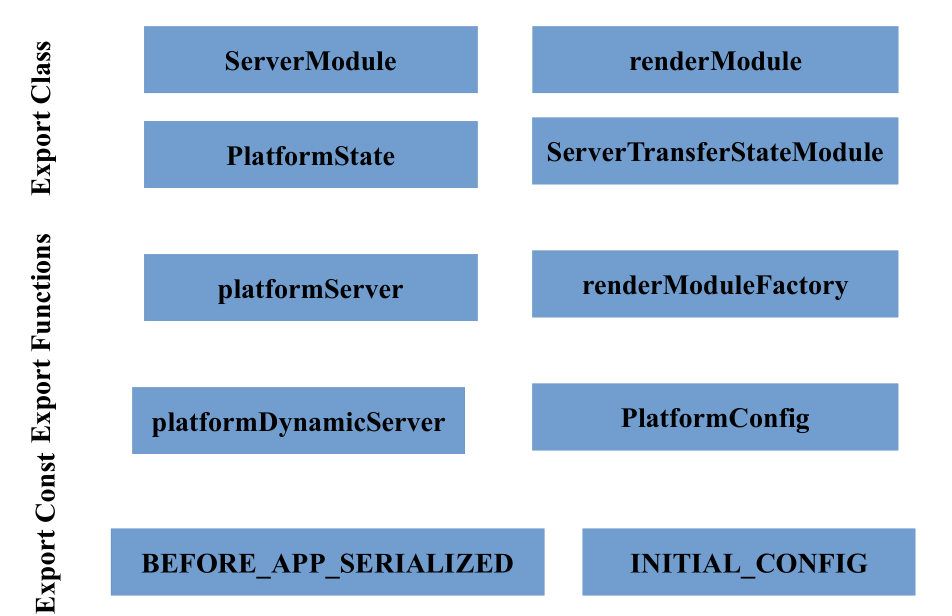 Export Class
ServerModule
renderModule
PlatformState
ServerTransferStateModule
Export Functions
platformServer
renderModuleFactory
platformDynamicServer
PlatformConfig
Export Const
BEFORE_APP_SERIALIZED
INITIAL_CONFIG